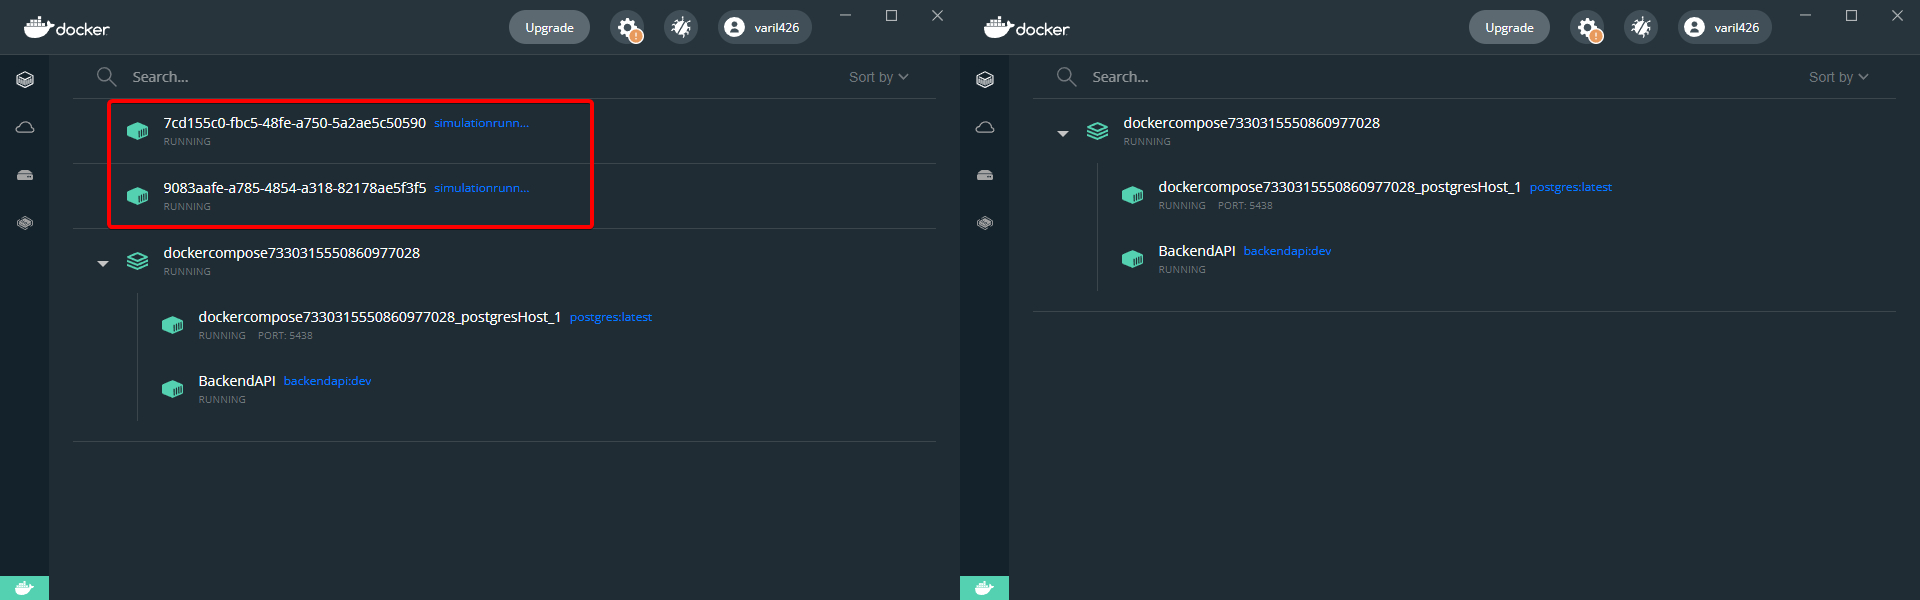 docker
Upgrade
!
varil426
Search...
Sort by
7cd155c0-fbc5-48fe-a750-5a2ae5c50590 simulationrunn...
RUNNING
9083aafe-a785-4854-a318-82178ae5f3f5 simulationrunn...
RUNNING
dockercompose7330315550860977028
RUNNING
dockercompose7330315550860977028_postgresHost_1 postgres:latest
RUNNING PORT: 5438
BackendAPI backendapi:dev
RUNNING
docker
Upgrade
!
varil426
Search...
Sort by
dockercompose7330315550860977028
RUNNING
dockercompose7330315550860977028_postgresHost_1 postgres:latest
RUNNING PORT: 5438
BackendAPI backendapi:dev
RUNNING